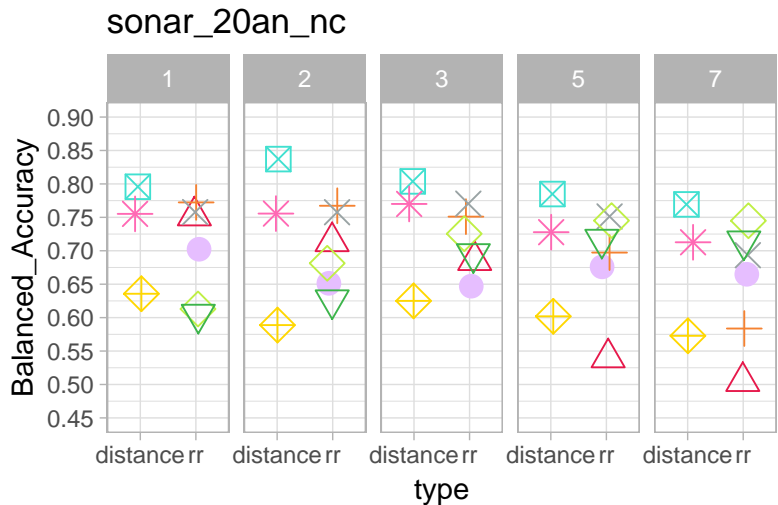 sonar_20an_nc
1 2 3 5 7
0.90
0.85
0.80
0.75
0.70
0.65
0.60
0.55
0.50
0.45
Balanced_Accuracy
distance rr distance rr distance rr distance rr distance rr
type